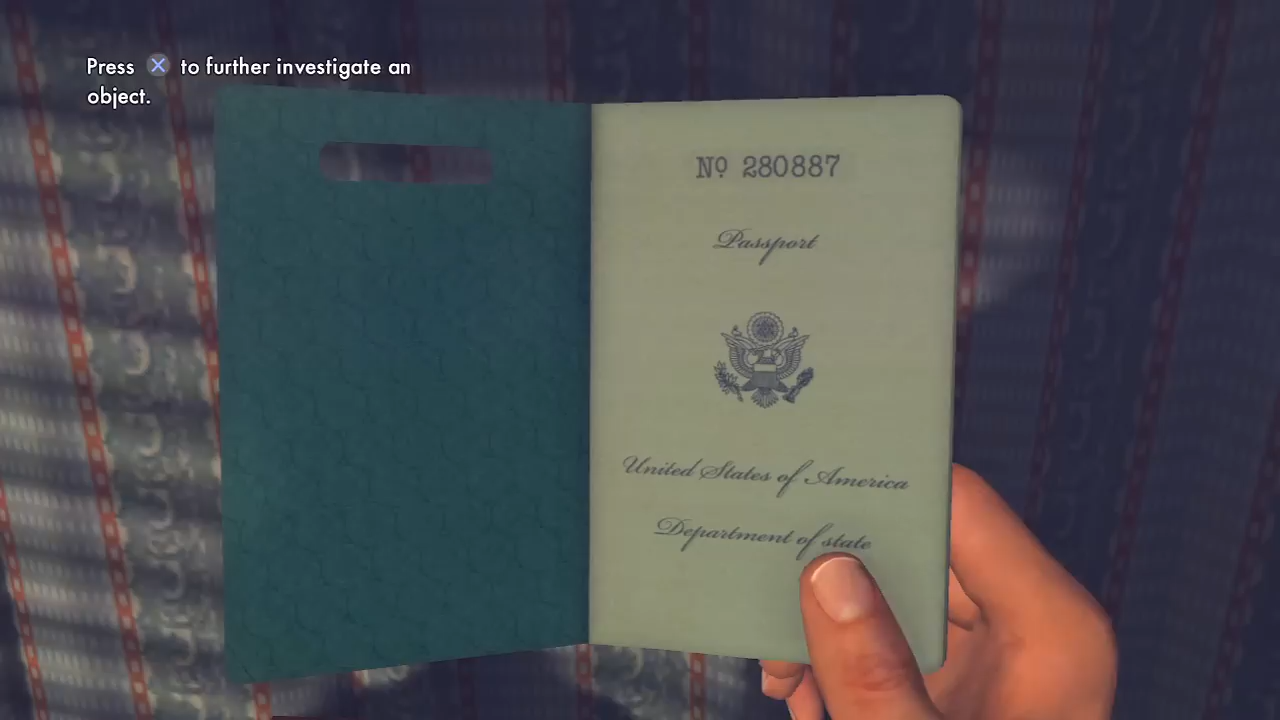 Press X to further investigate an
object.
Nº 280887
Passport
United States of America
Department of state